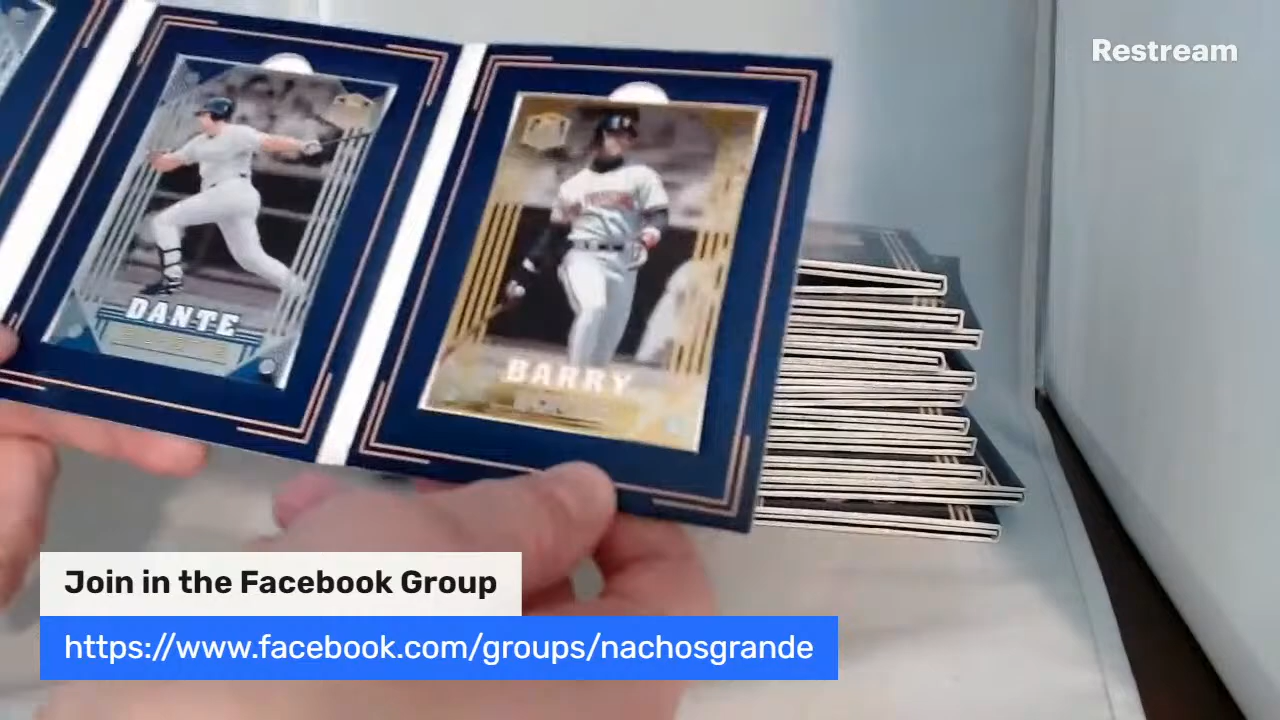 Restream
DANTE
BARRY
Join in the Facebook Group
https://www.facebook.com/groups/nachosgrande